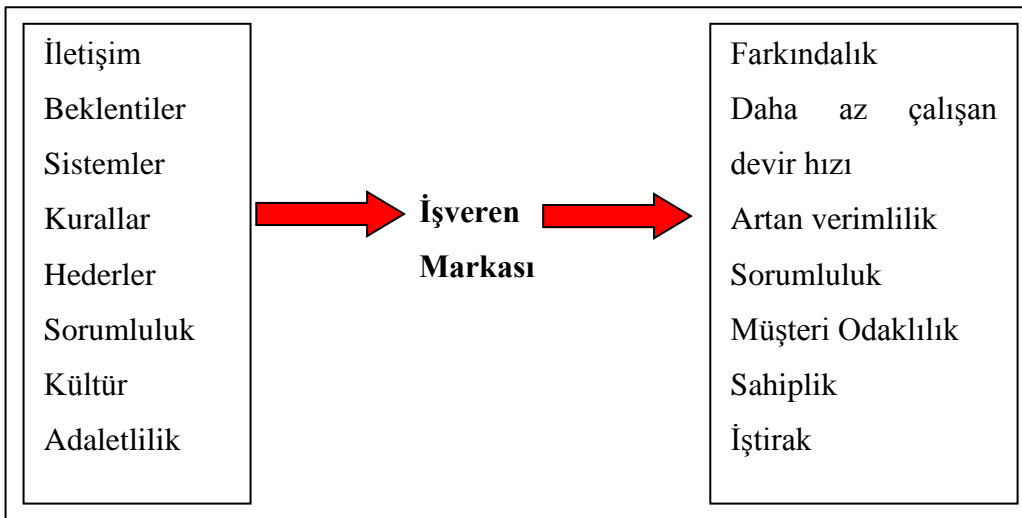 İletişim
Beklentiler
Sistemler
Kurallar
Hederler
Sorumluluk
Kültür
Adaletlilik
İşveren
Markası
Farkındalık
Daha az çalışan
devir hızı
Artan verimlilik
Sorumluluk
Müşteri Odaklılık
Sahiplik
İştirak